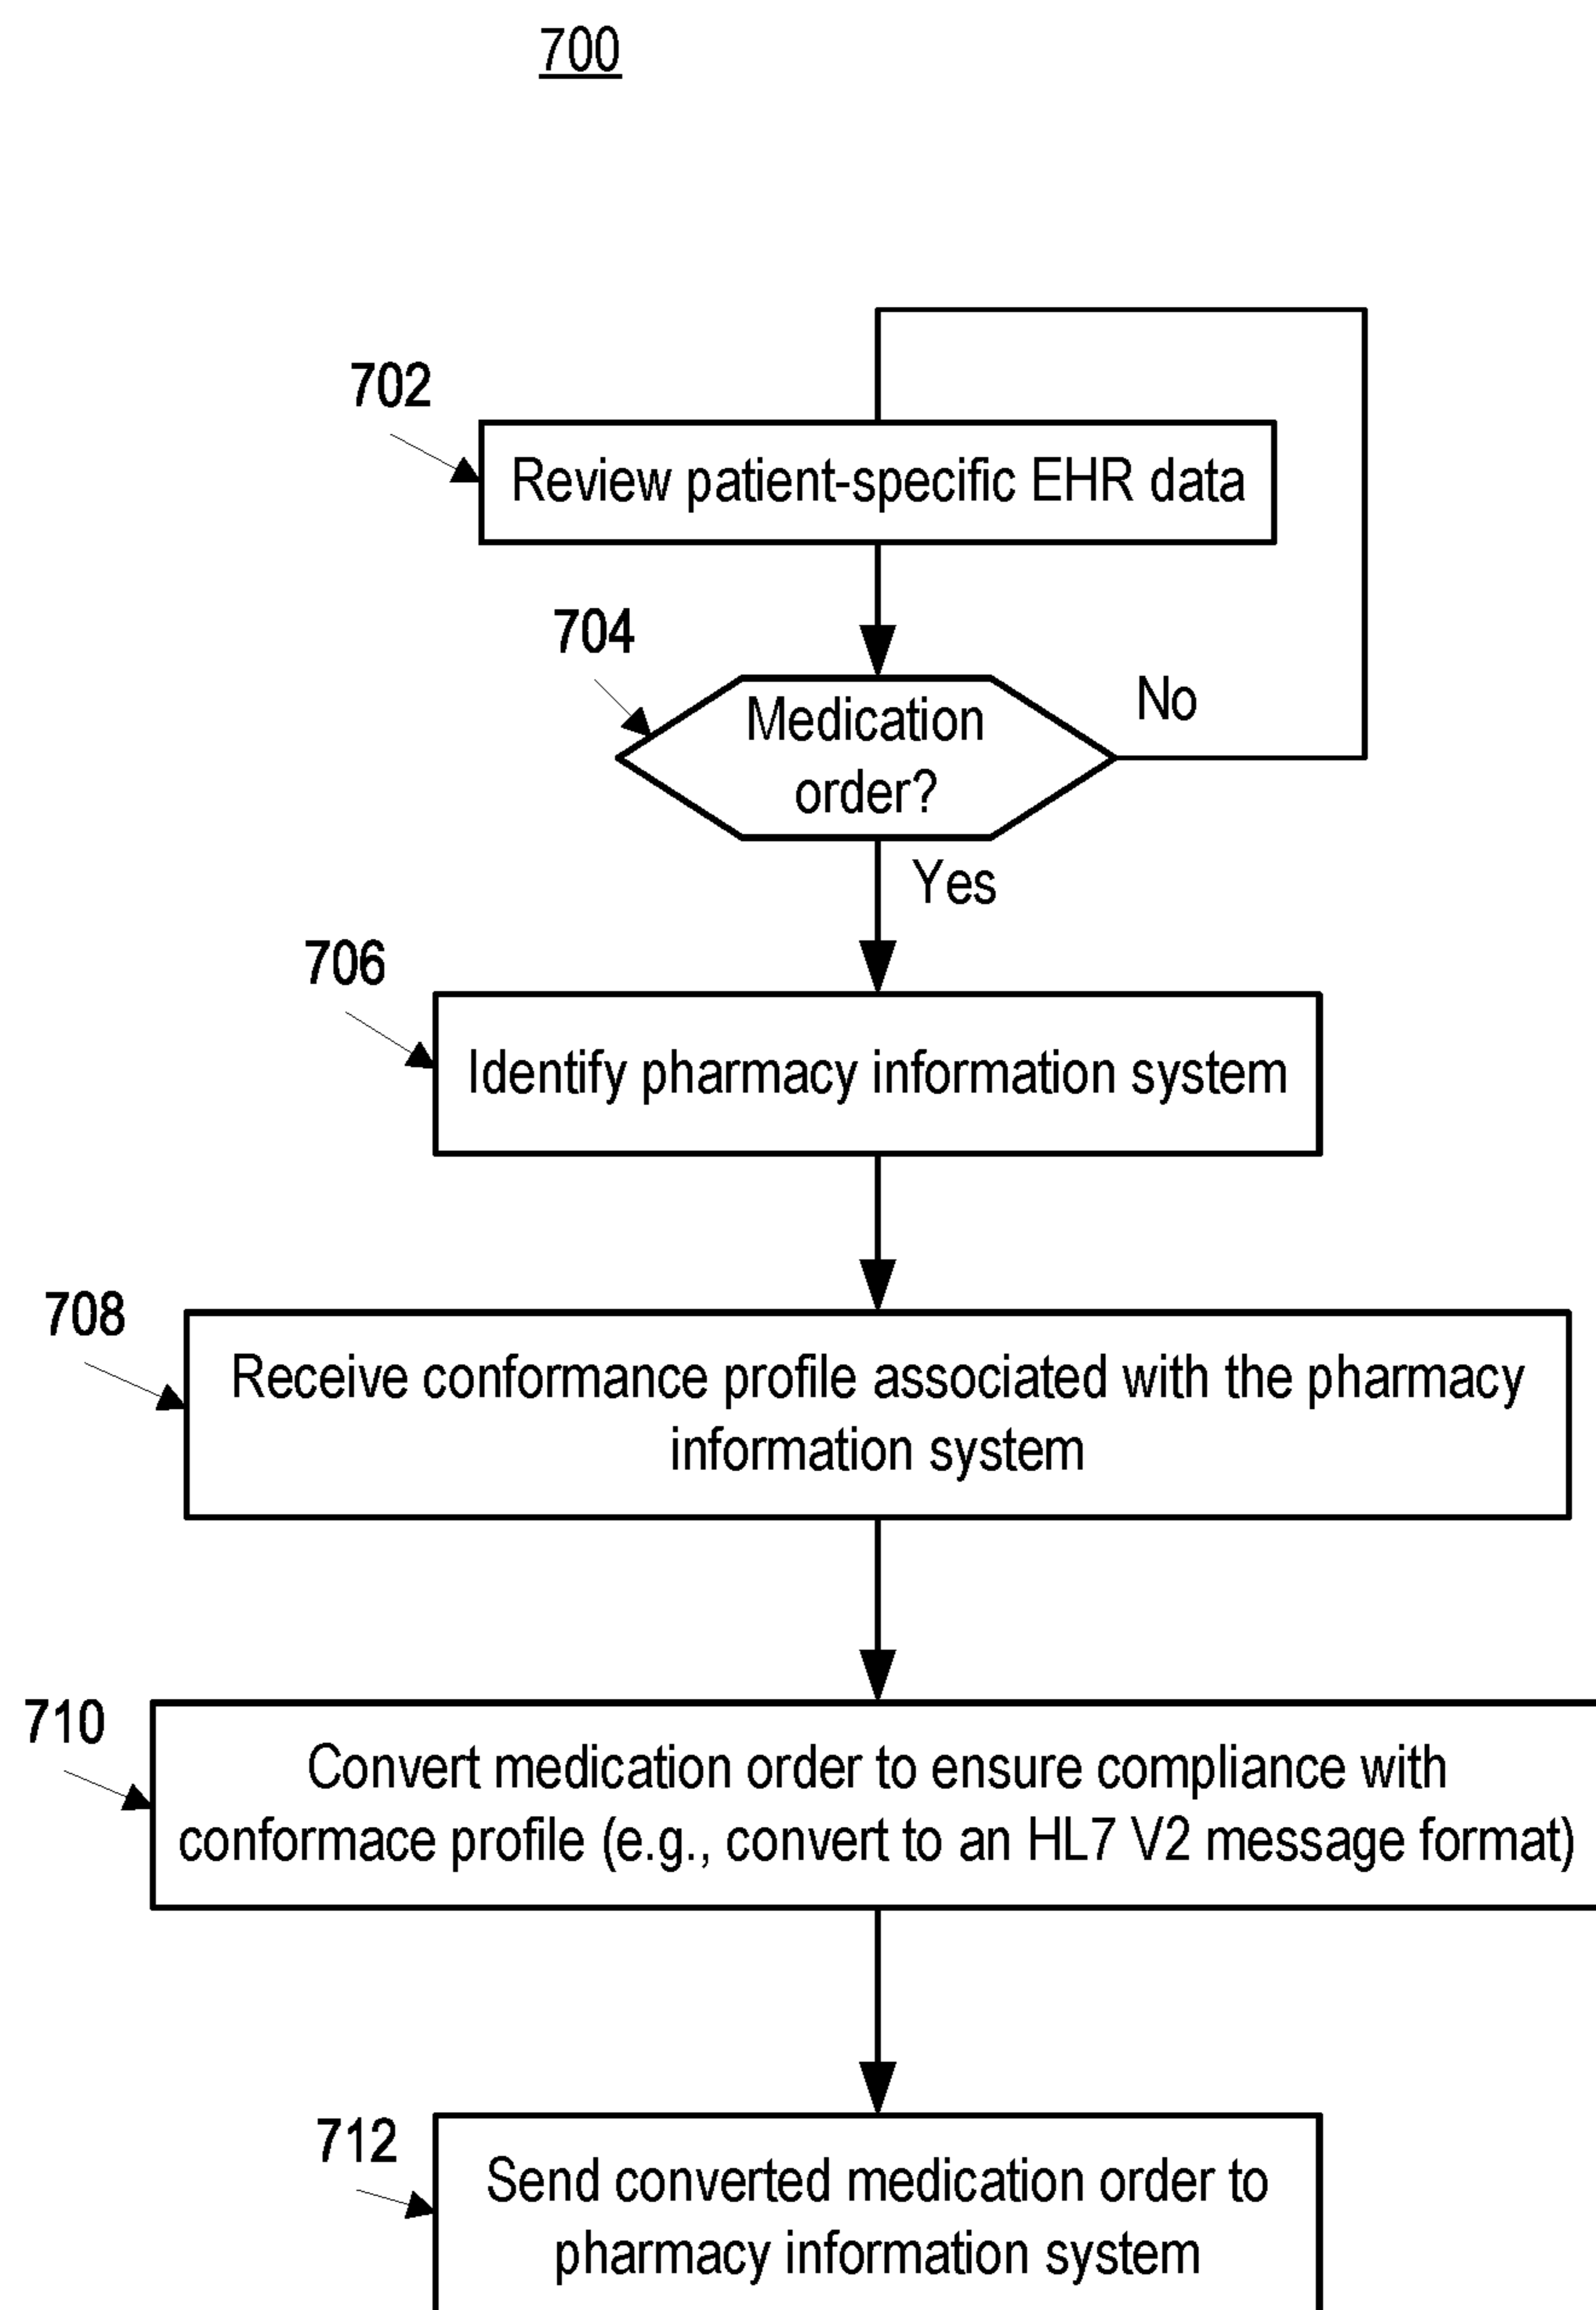 700
702
Review patient-specific EHR data
704
Medication
order?
No
Yes
706
Identify pharmacy information system
708
Receive conformance profile associated with the pharmacy
information system
710
Convert medication order to ensure compliance with
conformace profile (e.g., convert to an HL7 V2 message format)
712
Send converted medication order to
pharmacy information system